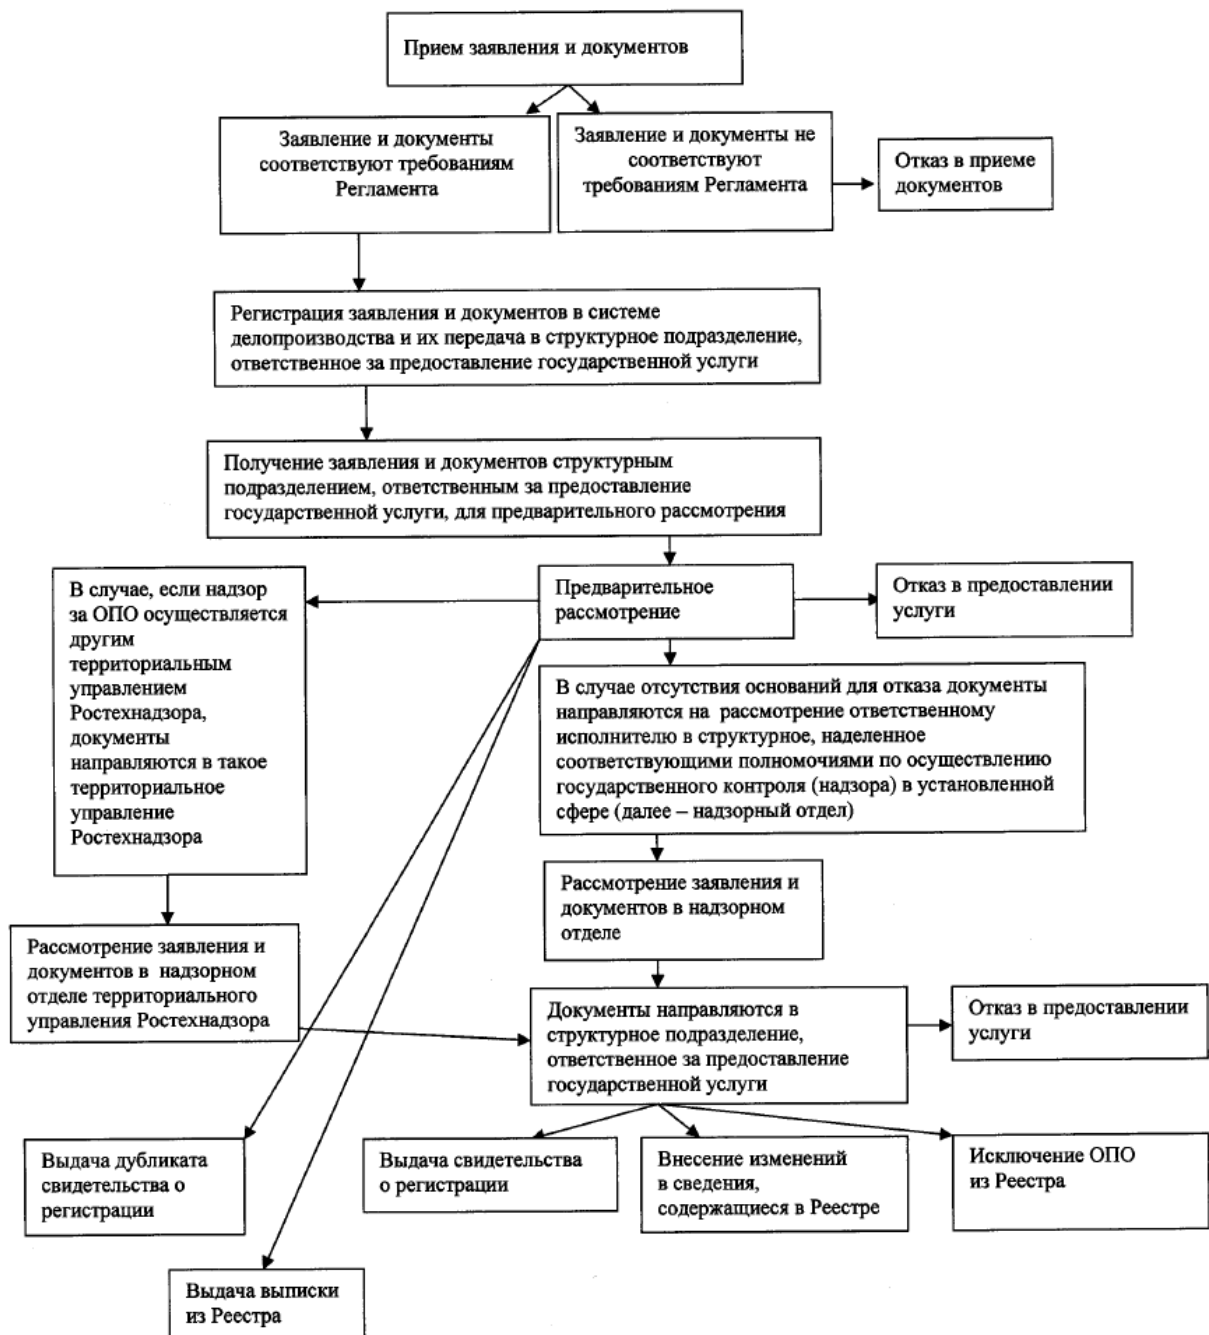 Прием заявления и документов
Заявление и документы
соответствуют требованиям
Регламента
Заявление и документы не
соответствуют
требованиям Регламента
Отказ в приеме
документов
Регистрация заявления и документов в системе
делопроизводства и их передача в структурное подразделение,
ответственное за предоставление государственной услуги
Получение заявления и документов структурным
подразделением, ответственным за предоставление
государственной услуги, для предварительного рассмотрения
В случае, если надзор
за ОПО осуществляется
другим
территориальным
управлением
Ростехнадзора,
документы
направляются в такое
территориальное
управление
Ростехнадзора
Предварительное
рассмотрение
Отказ в предоставлении
услуги
В случае отсутствия оснований для отказа документы
направляются на рассмотрение ответственному
исполнителю в структурное, наделенное
соответствующими полномочиями по осуществлению
государственного контроля (надзора) в установленной
сфере (далее – надзорный отдел)
Рассмотрение заявления и
документов в надзорном
отделе
Рассмотрение заявления и
документов в надзорном
отделе территориального
управления Ростехнадзора
Документы направляются в
структурное подразделение,
ответственное за предоставление
государственной услуги
Отказ в предоставлении
услуги
Выдача дубликата
свидетельства о
регистрации
Выдача свидетельства
о регистрации
Внесение изменений
в сведения,
содержащиеся в Реестре
Исключение ОПО
из Реестра
Выдача выписки
из Реестра